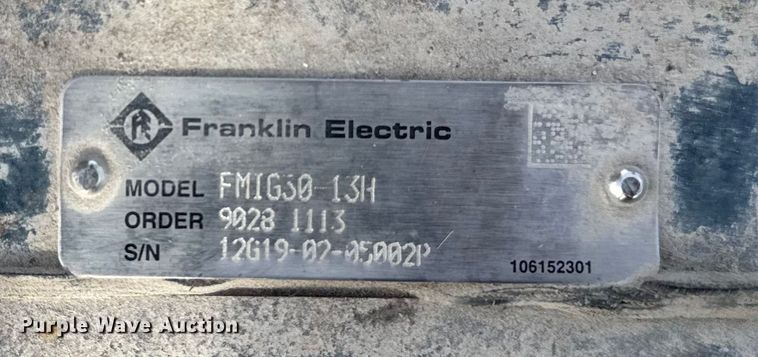 Franklin Electric
MODEL FMIG30-13H
ORDER 9028 1113
S/N 12G19-02-05002P
106152301
Purple Wave Auction